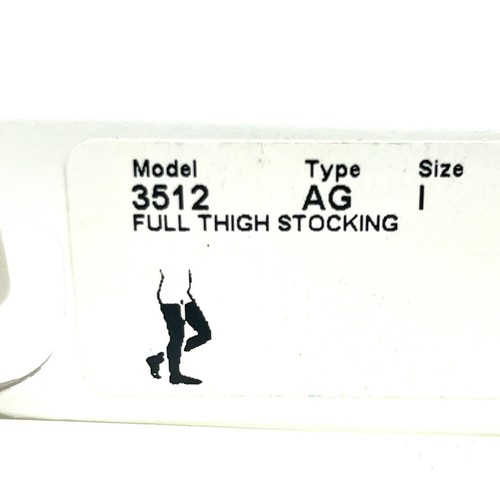 Model Type Size
3512 AG I
FULL THIGH STOCKING